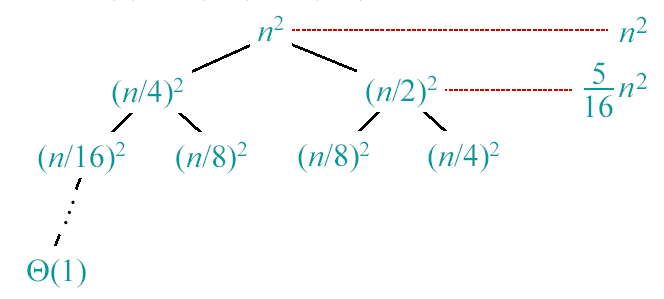 n² n²
(n/4)² (n/2)² 5/16 n²
(n/16)² (n/8)² (n/8)² (n/4)²
Θ(1)